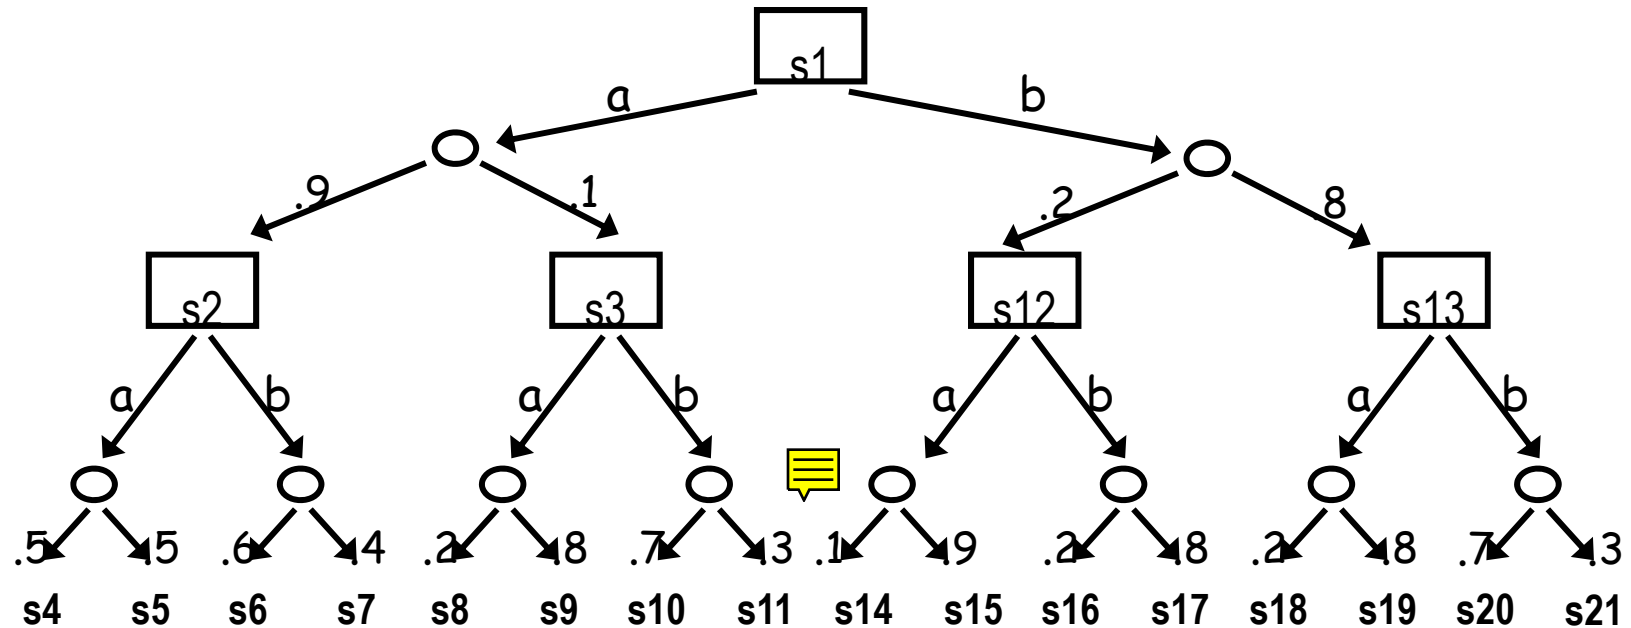 s1
a b
.9 .1 .2 .8
s2 s3 s12 s13
a b a b a b a b
.5 .5 .6 .4 .2 .8 .7 .3 .1 .9 .2 .8 .2 .8 .7 .3
s4 s5 s6 s7 s8 s9 s10 s11 s14 s15 s16 s17 s18 s19 s20 s21